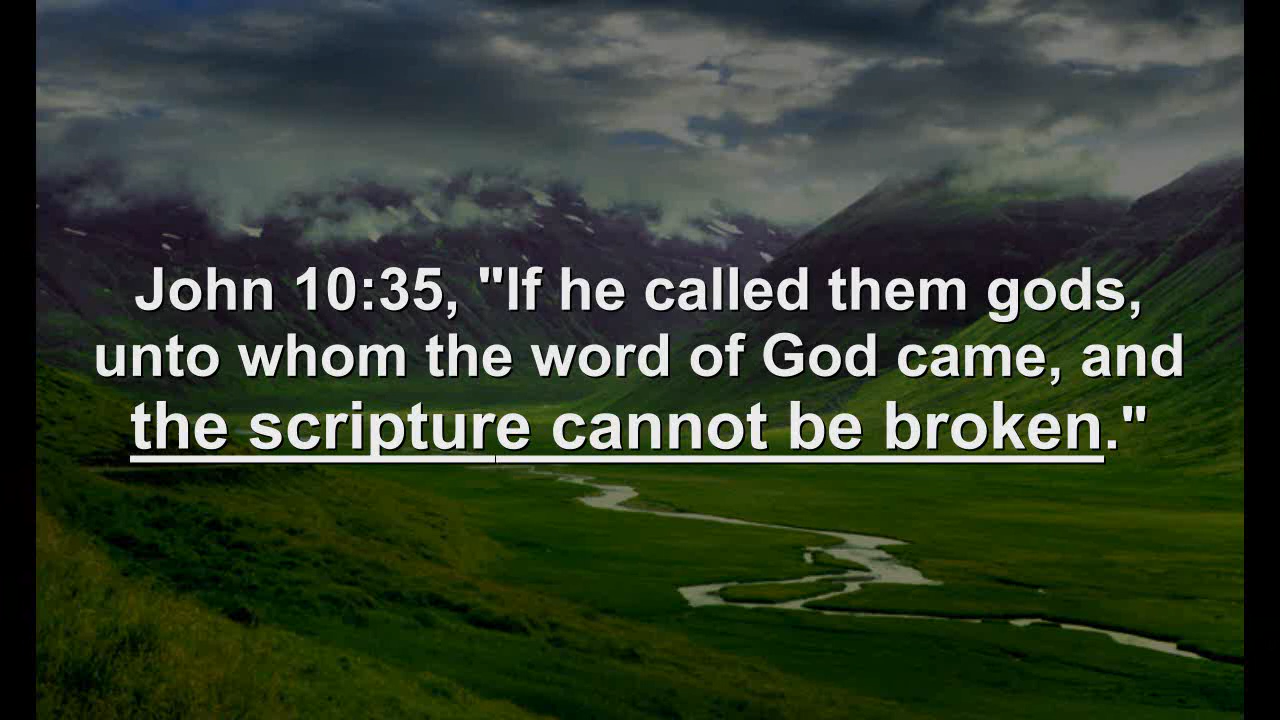 John 10:35, "If he called them gods,
unto whom the word of God came, and
the scripture cannot be broken."